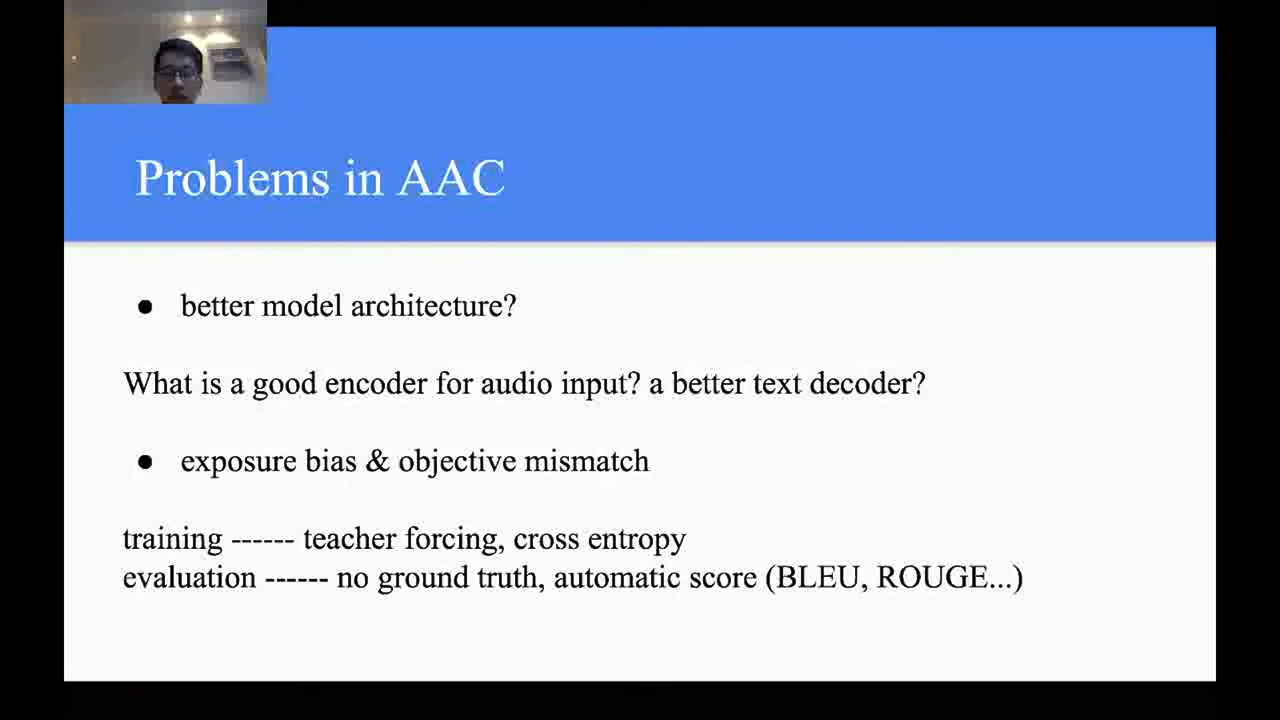 Problems in AAC
● better model architecture?
What is a good encoder for audio input? a better text decoder?
● exposure bias & objective mismatch
training ------ teacher forcing, cross entropy
evaluation ------ no ground truth, automatic score (BLEU, ROUGE...)